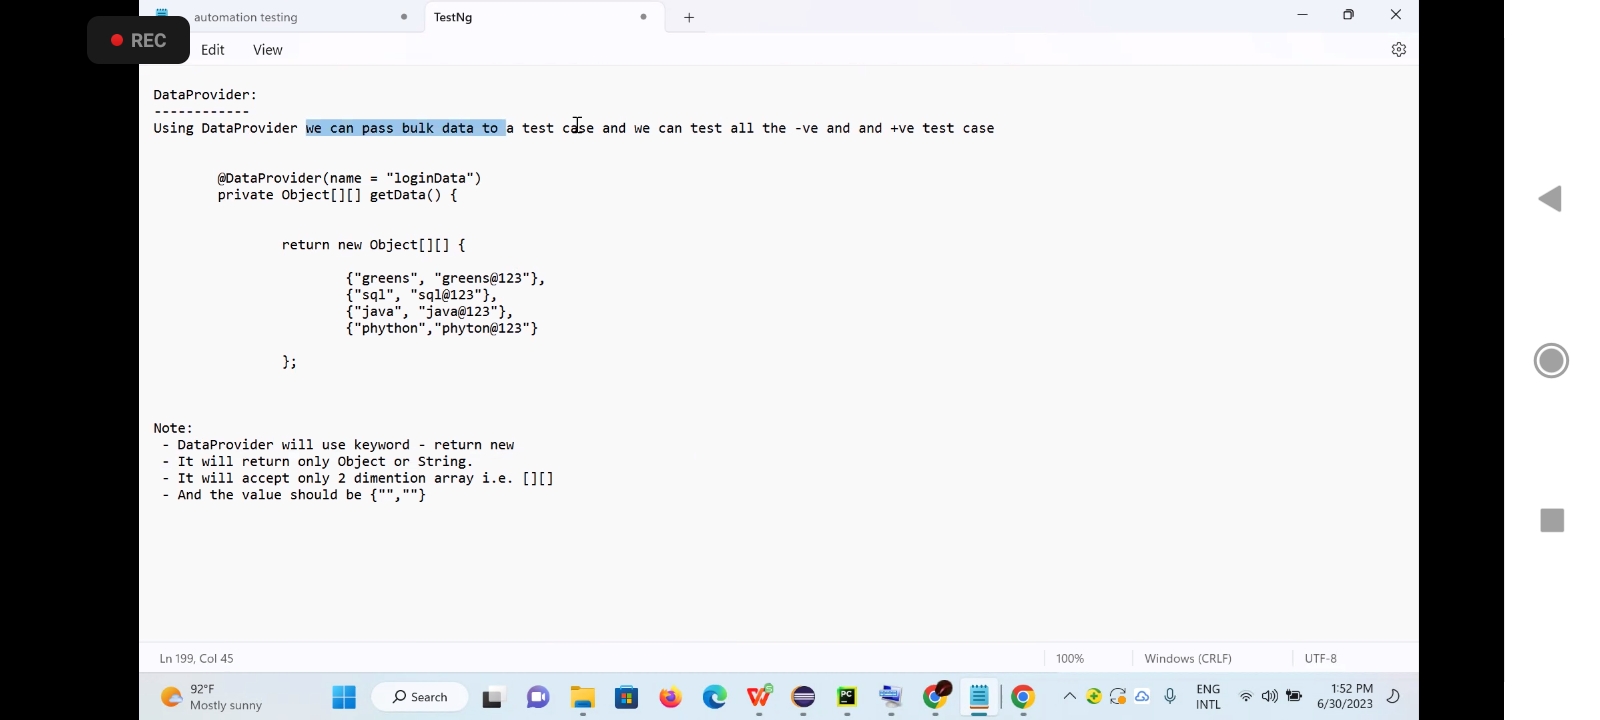 automation testing
TestNg
REC
Edit
View
DataProvider:
------------
Using DataProvider we can pass bulk data to a test case and we can test all the -ve and and +ve test case
@DataProvider(name = "loginData")
private Object[][] getData() {
return new Object[][] {
{"greens", "greens@123"},
{"sql", "sql@123"},
{"java", "java@123"},
{"phython","phyton@123"}
};
Note:
- DataProvider will use keyword - return new
- It will return only Object or String.
- It will accept only 2 dimention array i.e. [][]
- And the value should be {"",""}
Ln 199, Col 45
100%
Windows (CRLF)
UTF-8
92°F
Mostly sunny
Search
PC
ENG
INTL
1:52 PM
6/30/2023